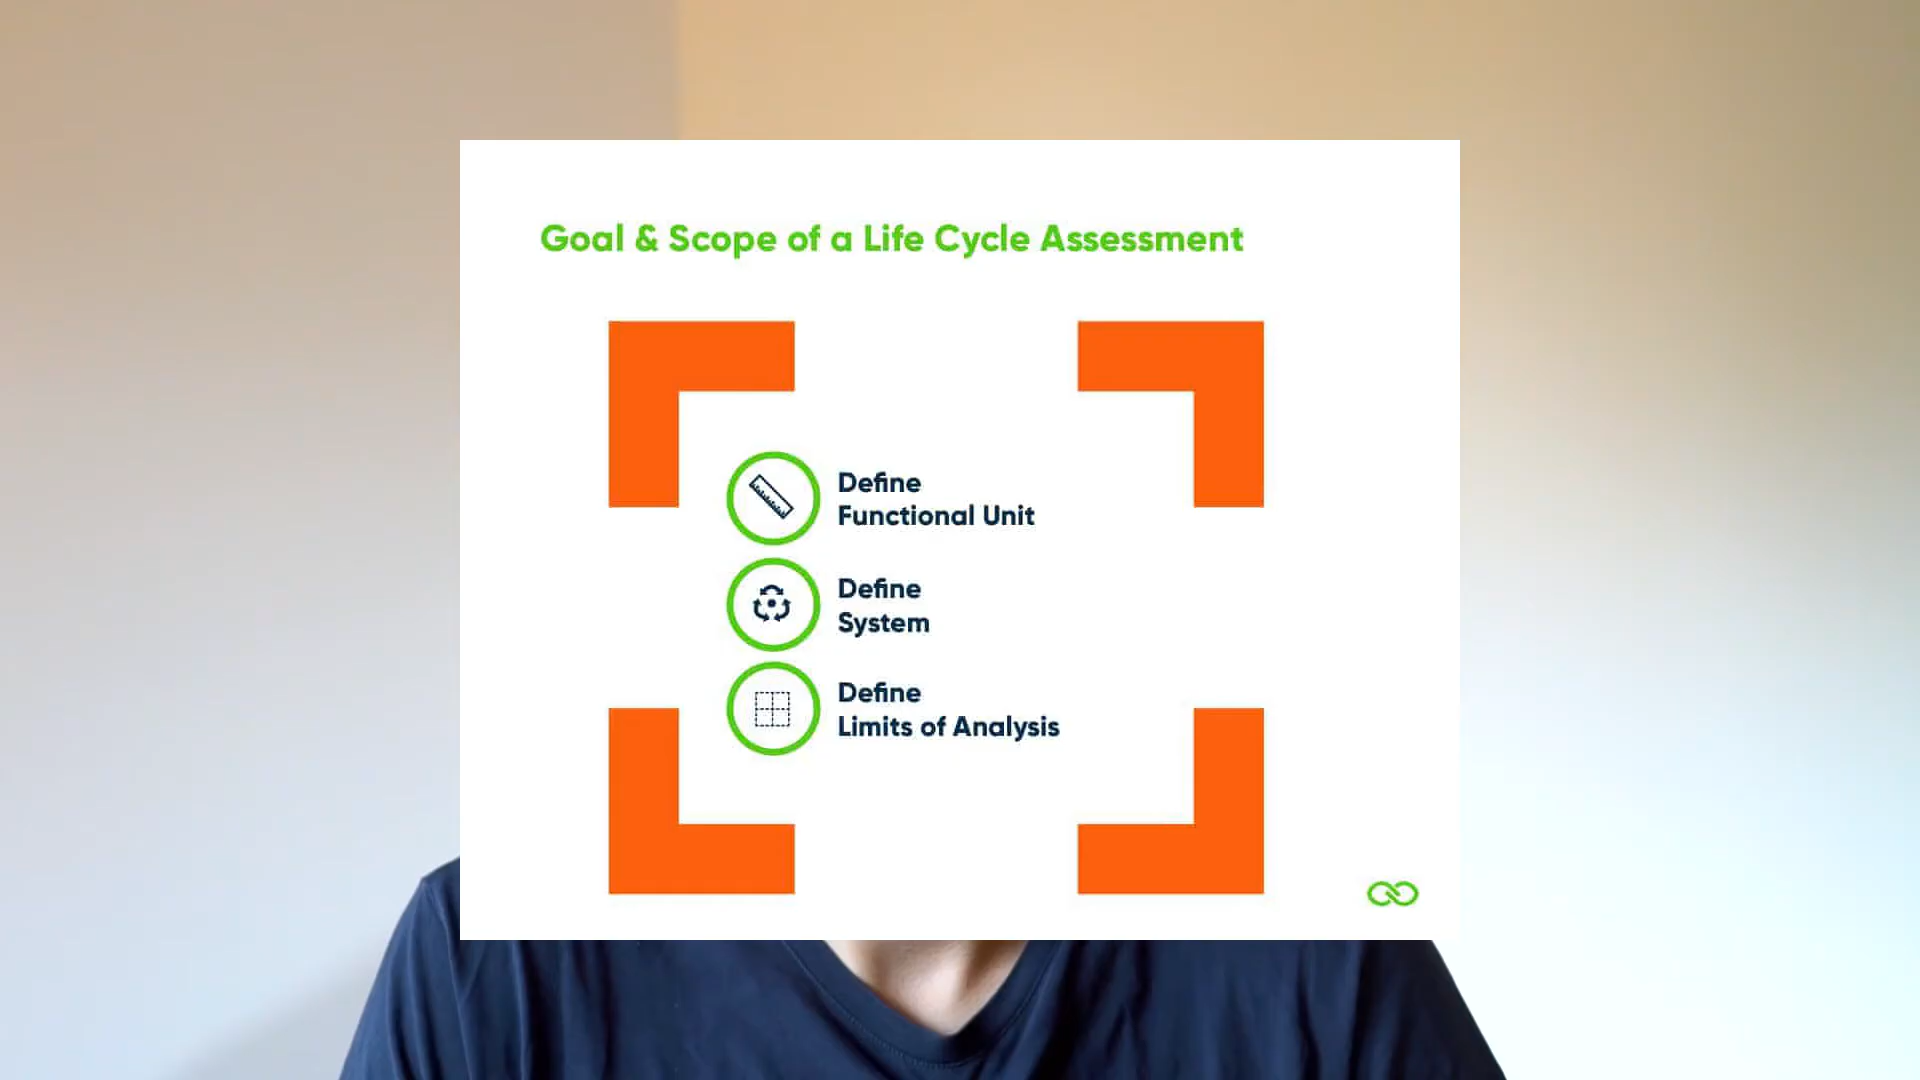 Goal & Scope of a Life Cycle Assessment
Define
Functional Unit
Define
System
Define
Limits of Analysis